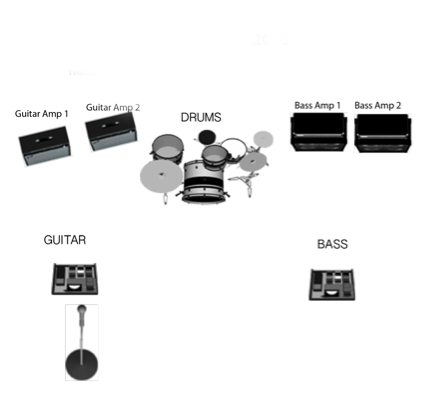 Guitar Amp 1
Guitar Amp 2
DRUMS
Bass Amp 1
Bass Amp 2
GUITAR
BASS